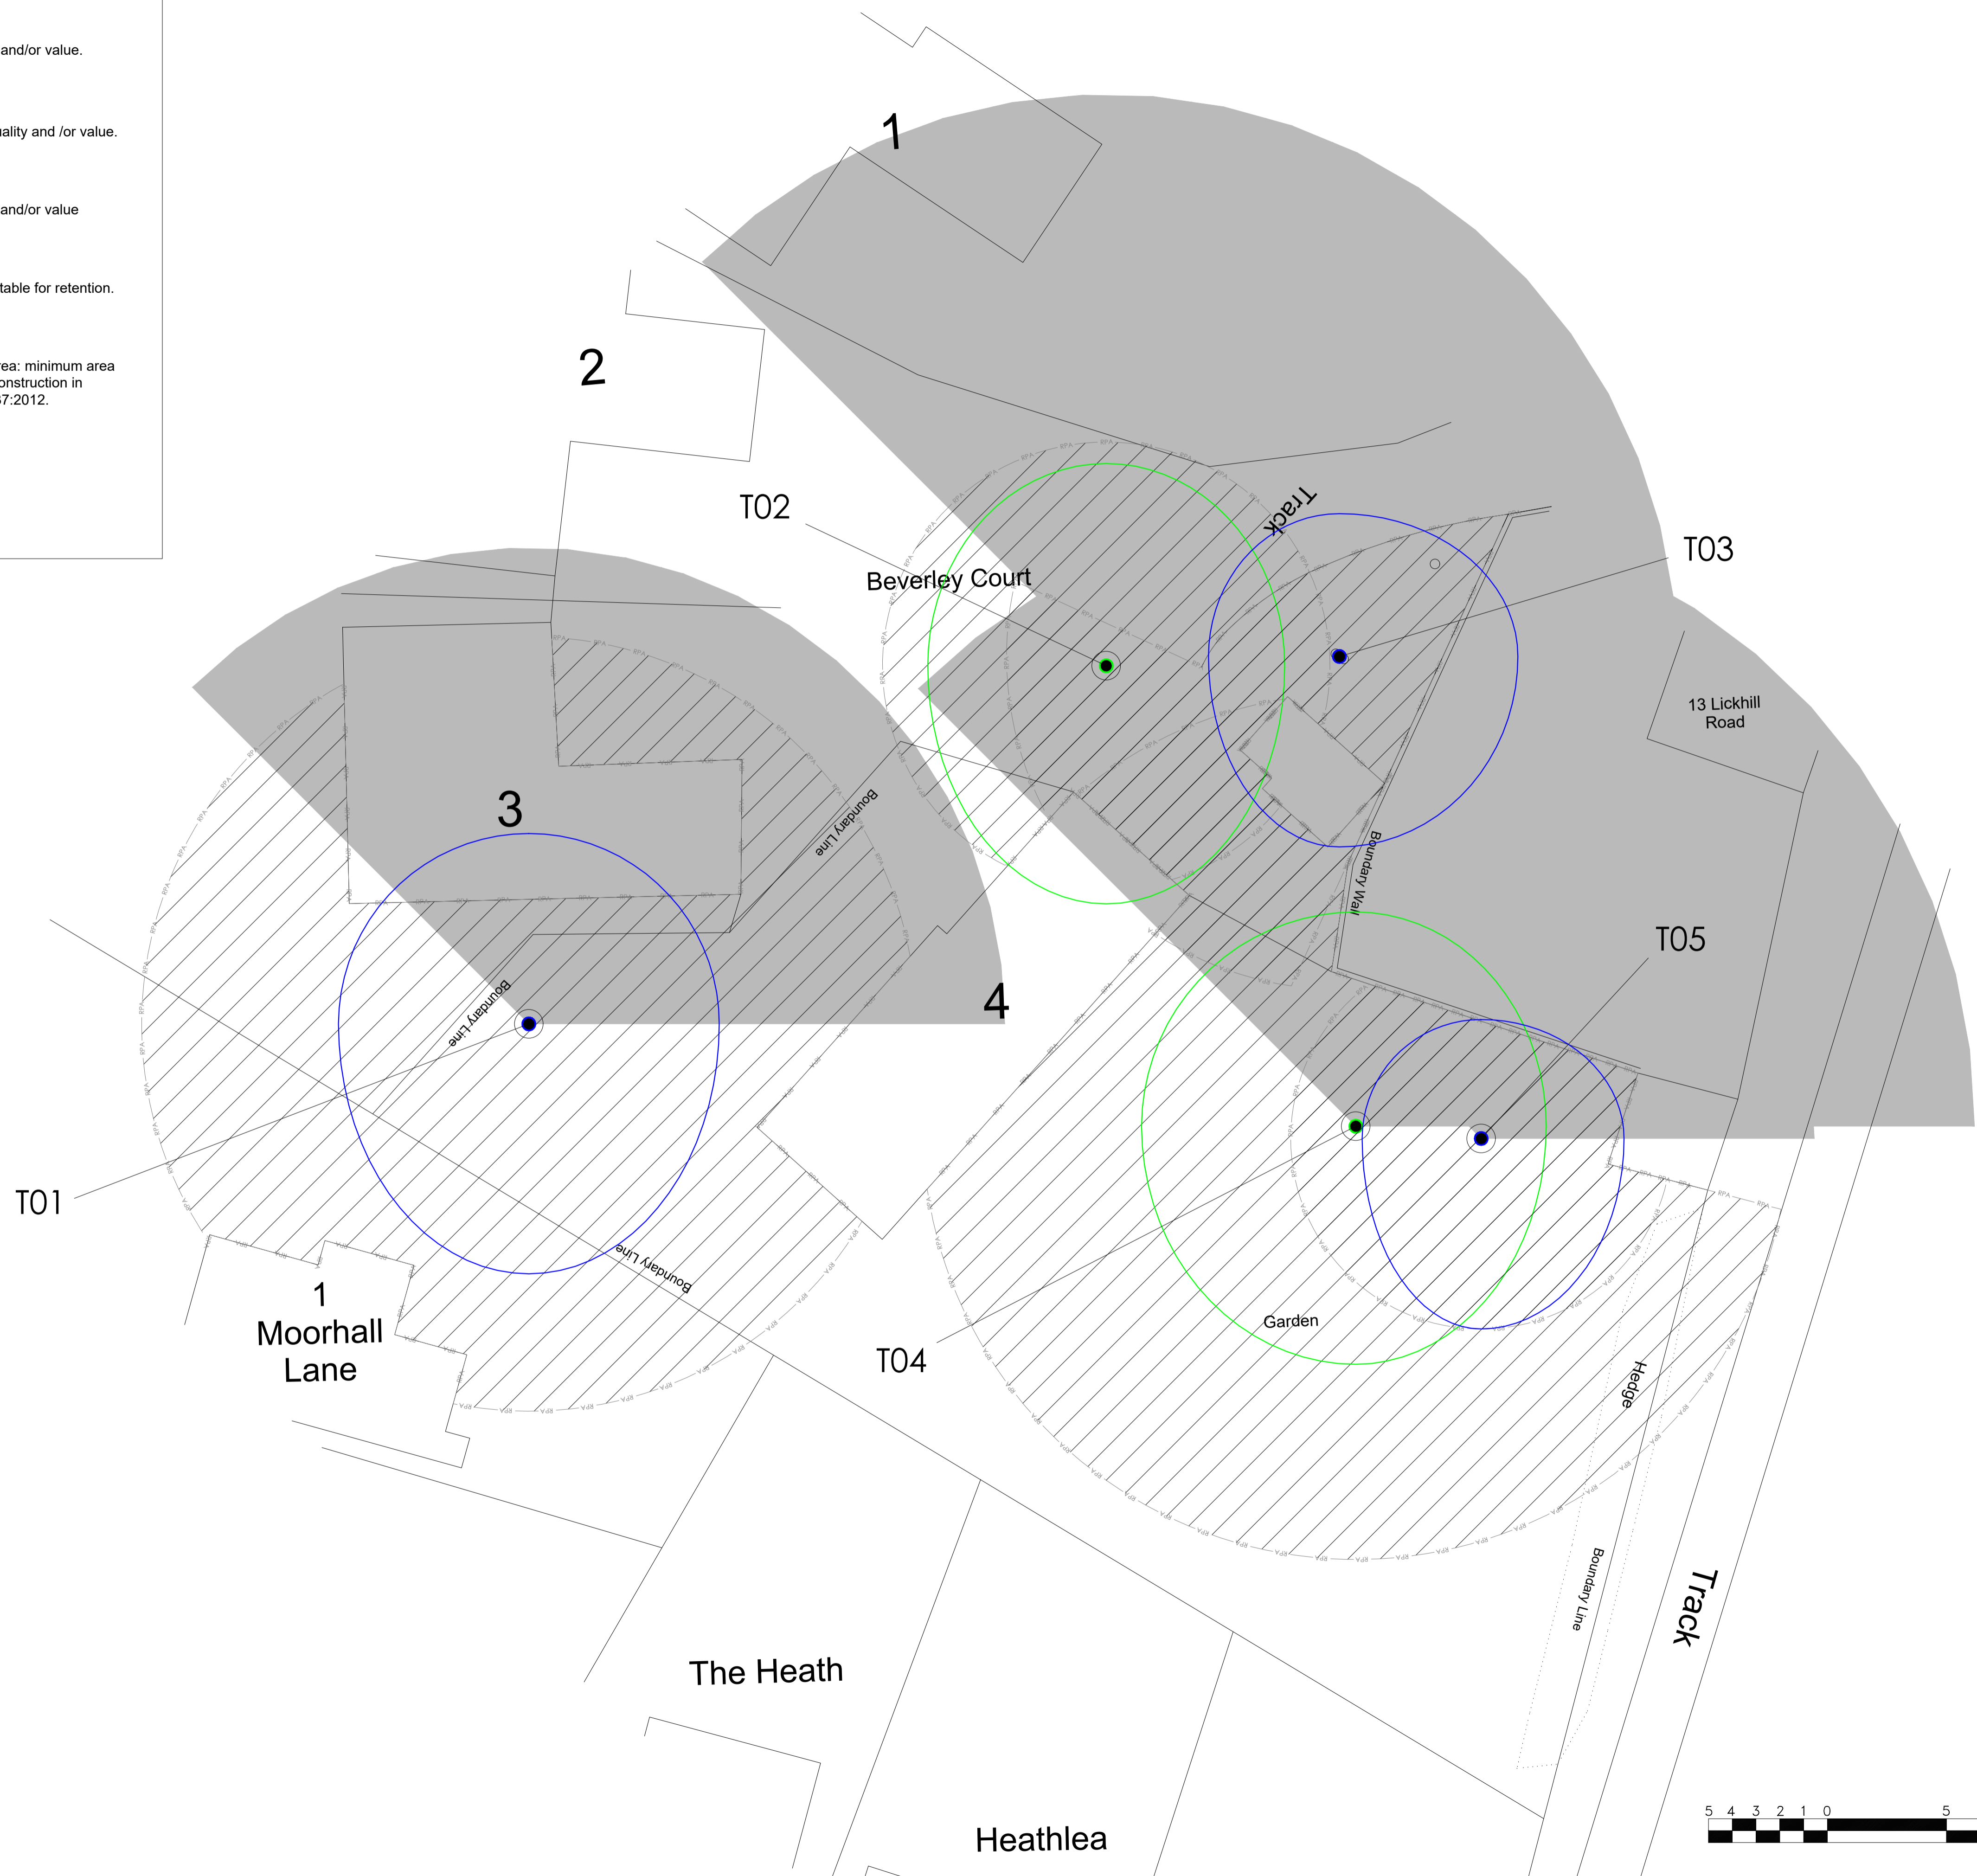 and/or value.
uality and /or value.
and/or value
table for retention.
rea: minimum area
onstruction in
37:2012.
1
2
T02
Track
T03
Beverley Court
13 Lickhill
Road
3
Boundary Line
Boundary Wall
T05
4
Boundary Line
T01
Boundary Line
1
Moorhall
Lane
Garden
T04
Hedge
Boundary Line
Track
The Heath
Heathlea
5 4 3 2 1 0 5
RPA